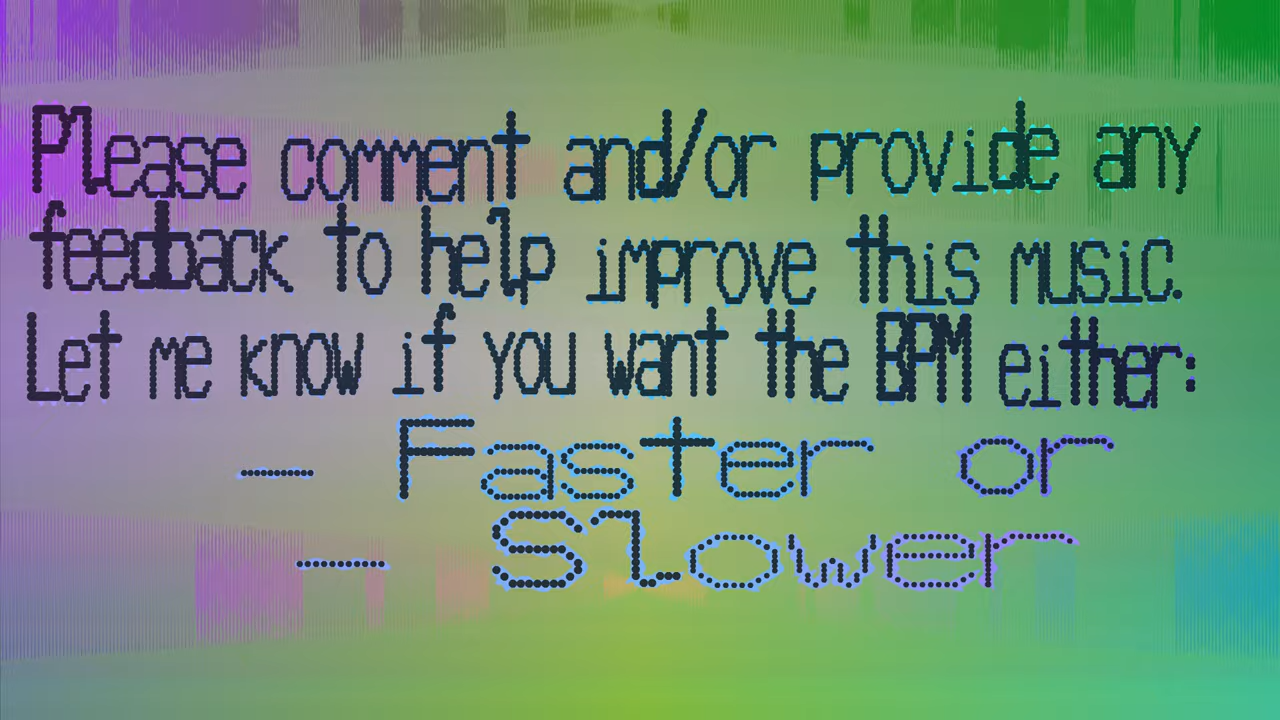 Please comment and/or provide any
feedback to help improve this music.
Let me know if you want the BPM either:
- Faster or
- Slower